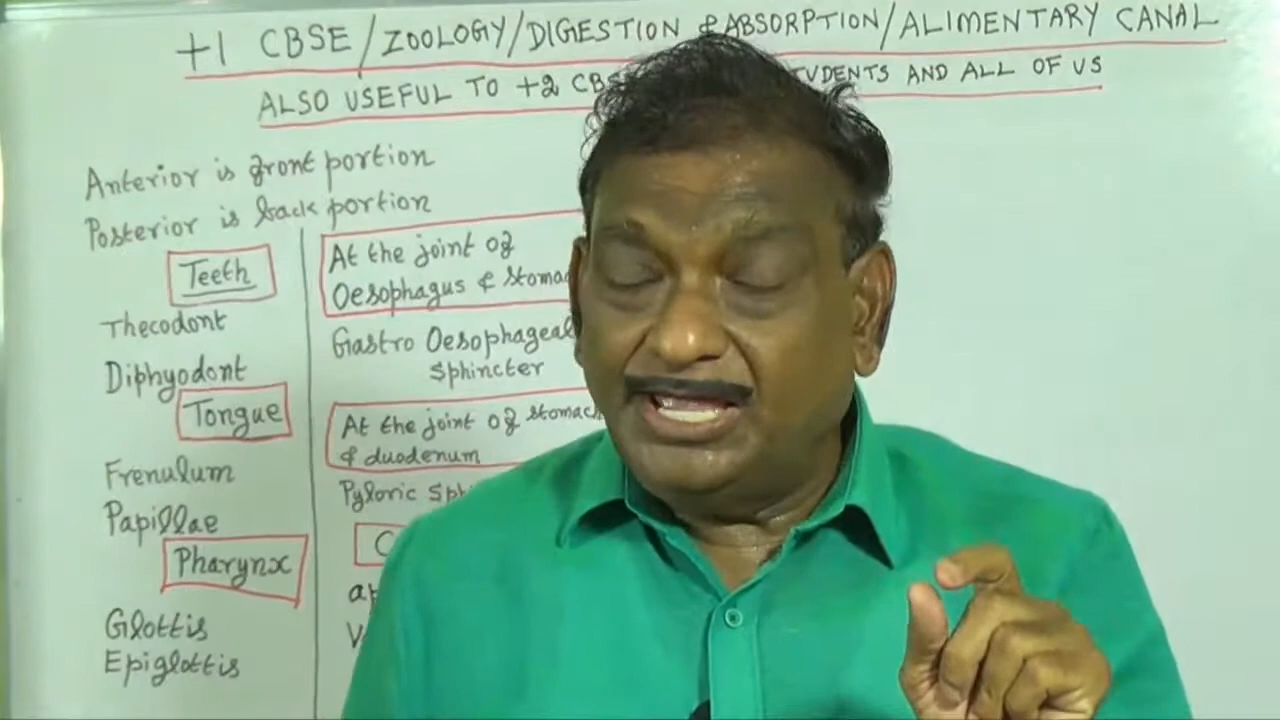 +1 CBSE/ZOOLOGY/DIGESTION & ABSORPTION/ALIMENTARY CANAL
ALSO USEFUL TO +2 CB TUDENTS AND ALL OF US
Anterior is front portion
Posterior is back portion
Teeth
Thecodont
Diphyodont
Tongue
Frenulum
Papillae
Pharynx
Glottis
Epiglottis
At the joint of
Oesophagus & stoma
Gastro Oesophageal
Sphincter
At the joint of stomach
& duodenum
Pyloric Sph
C
ap
V